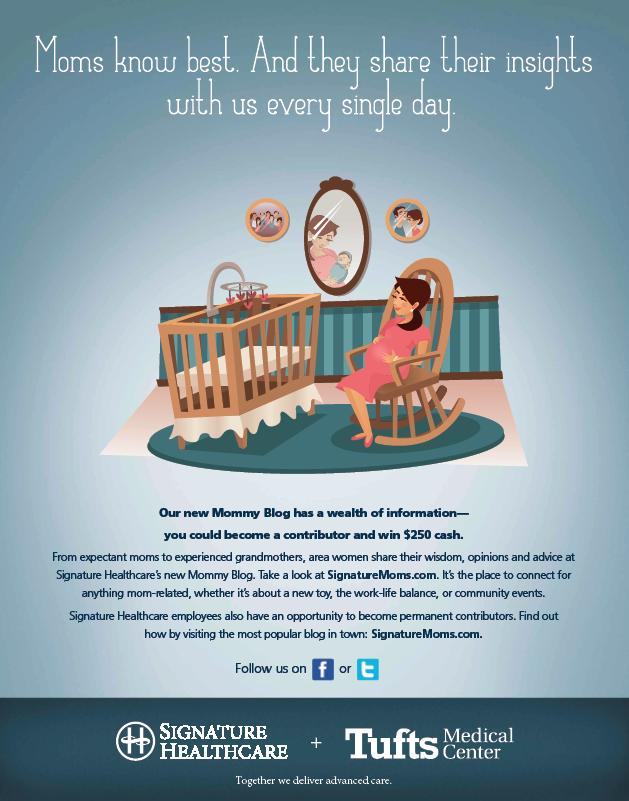 Moms know best. And they share their insights
with us every single day.
Our new Mommy Blog has a wealth of information—
you could become a contributor and win $250 cash.
From expectant moms to experienced grandmothers, area women share their wisdom, opinions and advice at
Signature Healthcare's new Mommy Blog. Take a look at SignatureMoms.com. It's the place to connect for
anything mom-related, whether it's about a new toy, the work-life balance, or community events.
Signature Healthcare employees also have an opportunity to become permanent contributors. Find out
how by visiting the most popular blog in town: SignatureMoms.com.
Follow us on f or t
SIGNATURE
HEALTHCARE
+
Tufts Medical
Center
Together we deliver advanced care.